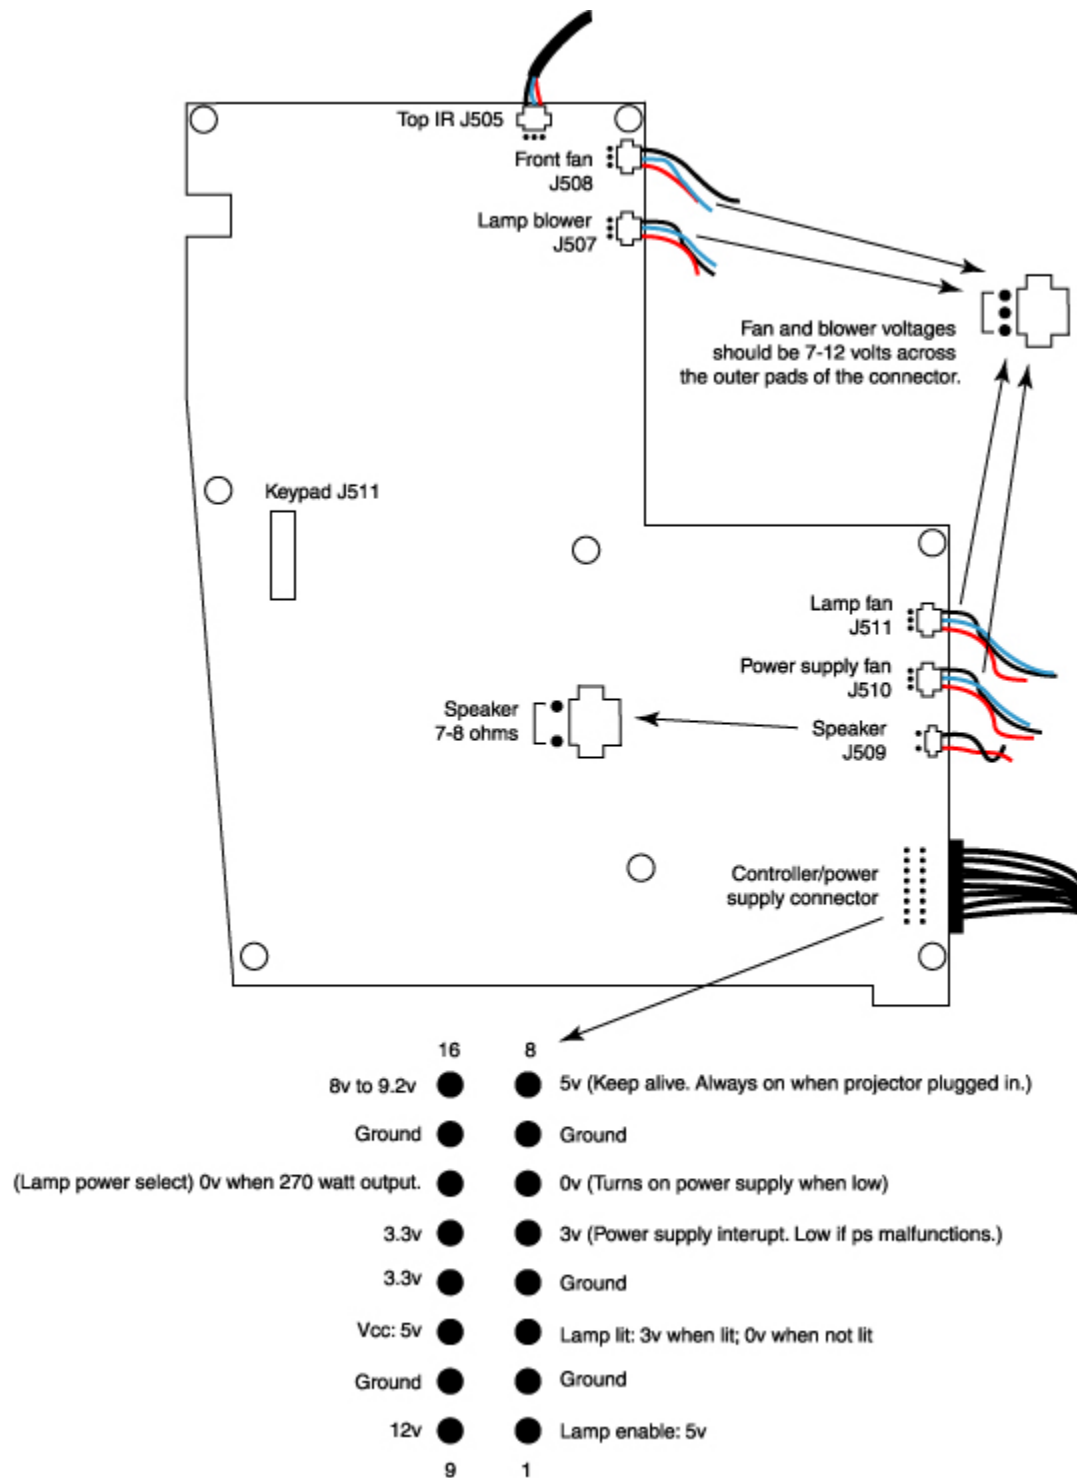 Top IR J505
Front fan
J508
Lamp blower
J507
Fan and blower voltages
should be 7-12 volts across
the outer pads of the connector.
Keypad J511
Lamp fan
J511
Power supply fan
J510
Speaker
7-8 ohms
Speaker
J509
Controller/power
supply connector
16 8
8v to 9.2v 5v (Keep alive. Always on when projector plugged in.)
Ground Ground
(Lamp power select) 0v when 270 watt output. 0v (Turns on power supply when low)
3.3v 3v (Power supply interupt. Low if ps malfunctions.)
3.3v Ground
Vcc: 5v Lamp lit: 3v when lit; 0v when not lit
Ground Ground
12v Lamp enable: 5v
9 1